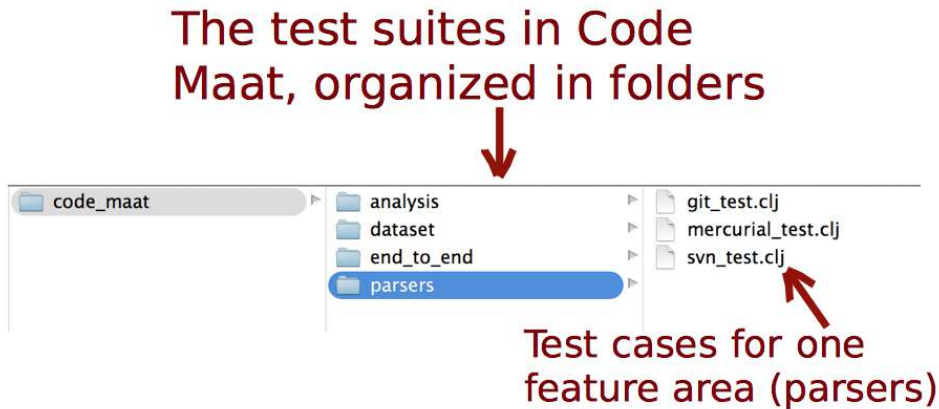 The test suites in Code
Maat, organized in folders
code_maat
analysis
dataset
end_to_end
parsers
git_test.clj
mercurial_test.clj
svn_test.clj
Test cases for one
feature area (parsers)